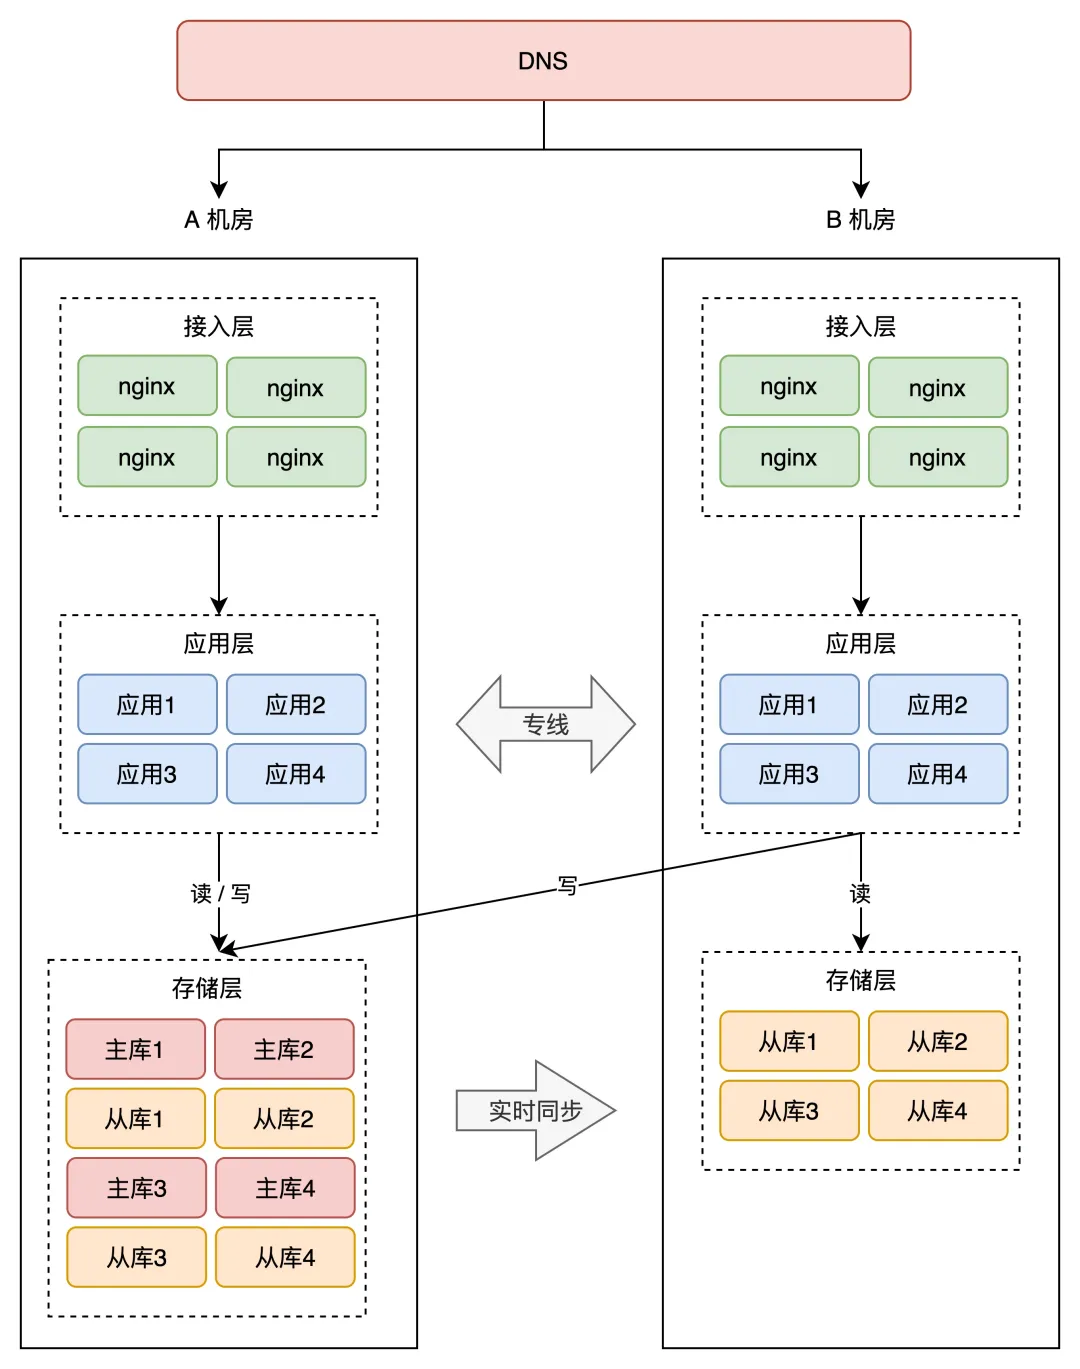 DNS
A 机房
B 机房
接入层
nginx
nginx
nginx
nginx
接入层
nginx
nginx
nginx
nginx
应用层
应用1
应用2
应用3
应用4
专线
应用层
应用1
应用2
应用3
应用4
读 / 写
写
读
存储层
主库1
主库2
从库1
从库2
主库3
主库4
从库3
从库4
实时同步
存储层
从库1
从库2
从库3
从库4